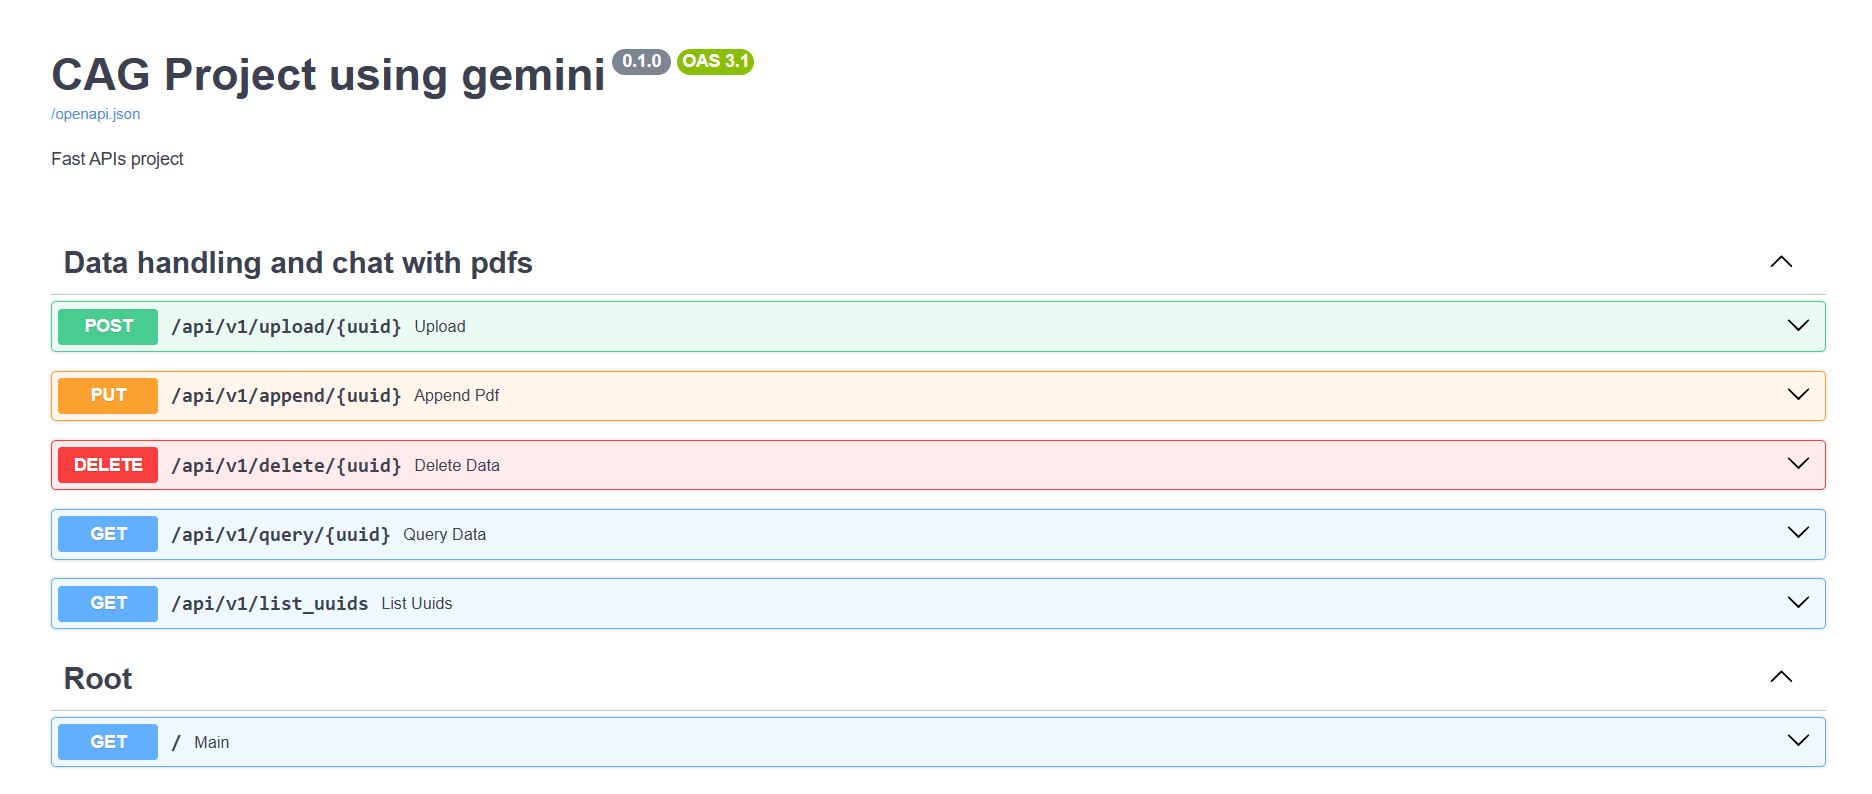 CAG Project using gemini 0.1.0 OAS 3.1
/openapi.json
Fast APIs project
Data handling and chat with pdfs
POST /api/v1/upload/{uuid} Upload
PUT /api/v1/append/{uuid} Append Pdf
DELETE /api/v1/delete/{uuid} Delete Data
GET /api/v1/query/{uuid} Query Data
GET /api/v1/list_uuids List Uuids
Root
GET / Main